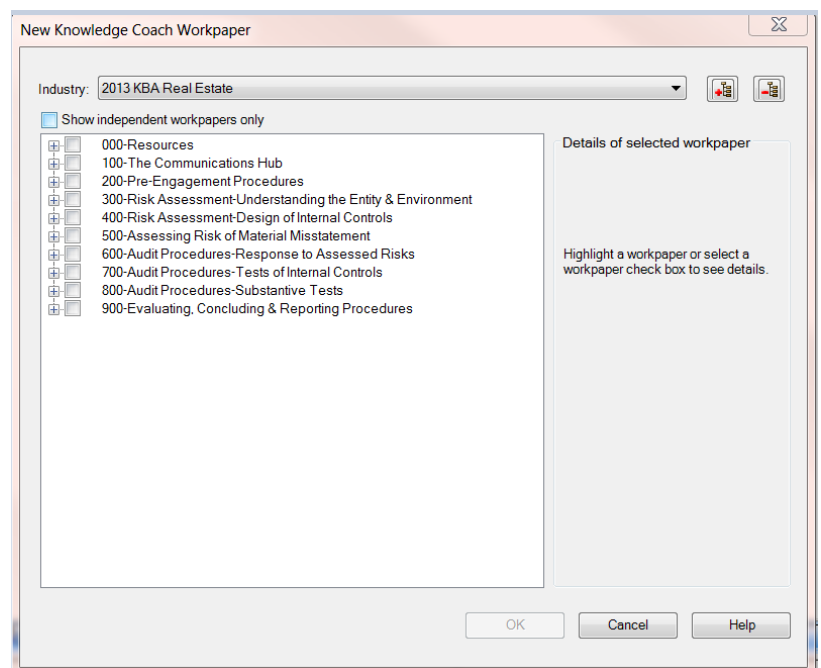 New Knowledge Coach Workpaper
Industry: 2013 KBA Real Estate
Show independent workpapers only
000-Resources
100-The Communications Hub
200-Pre-Engagement Procedures
300-Risk Assessment-Understanding the Entity & Environment
400-Risk Assessment-Design of Internal Controls
500-Assessing Risk of Material Misstatement
600-Audit Procedures-Response to Assessed Risks
700-Audit Procedures-Tests of Internal Controls
800-Audit Procedures-Substantive Tests
900-Evaluating, Concluding & Reporting Procedures
Details of selected workpaper
Highlight a workpaper or select a
workpaper check box to see details.
OK Cancel Help